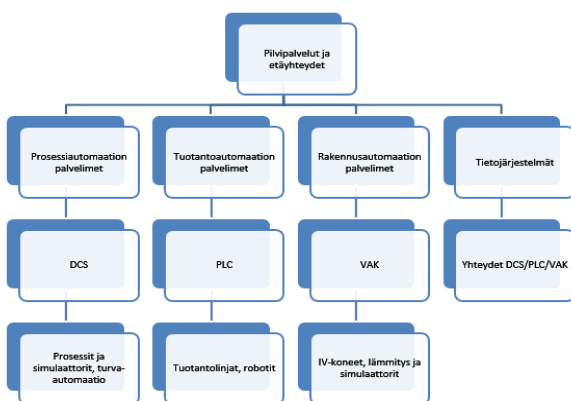 Pilvipalvelut ja
etäyhteydet
Prosessiautomaation
palvelimet
Tuotantoautomaation
palvelimet
Rakennusautomaation
palvelimet
Tietojärjestelmät
DCS
PLC
VAK
Yhteydet DCS/PLC/VAK
Prosessit ja
simulaattorit, turva-
automaatio
Tuotantolinjat, robotit
IV-koneet, lämmitys ja
simulaattorit